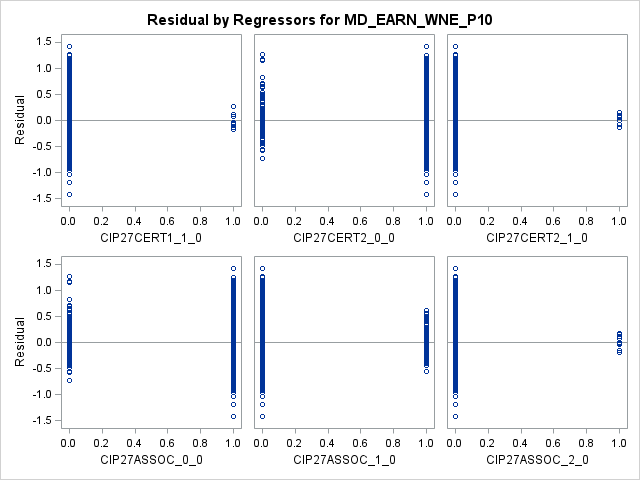 Residual by Regressors for MD_EARN_WNE_P10
Residual
1.5
1.0
0.5
0.0
-0.5
-1.0
-1.5
0.0 0.2 0.4 0.6 0.8 1.0 0.0 0.2 0.4 0.6 0.8 1.0 0.0 0.2 0.4 0.6 0.8 1.0
CIP27CERT1_1_0 CIP27CERT2_0_0 CIP27CERT2_1_0
Residual
1.5
1.0
0.5
0.0
-0.5
-1.0
-1.5
0.0 0.2 0.4 0.6 0.8 1.0 0.0 0.2 0.4 0.6 0.8 1.0 0.0 0.2 0.4 0.6 0.8 1.0
CIP27ASSOC_0_0 CIP27ASSOC_1_0 CIP27ASSOC_2_0